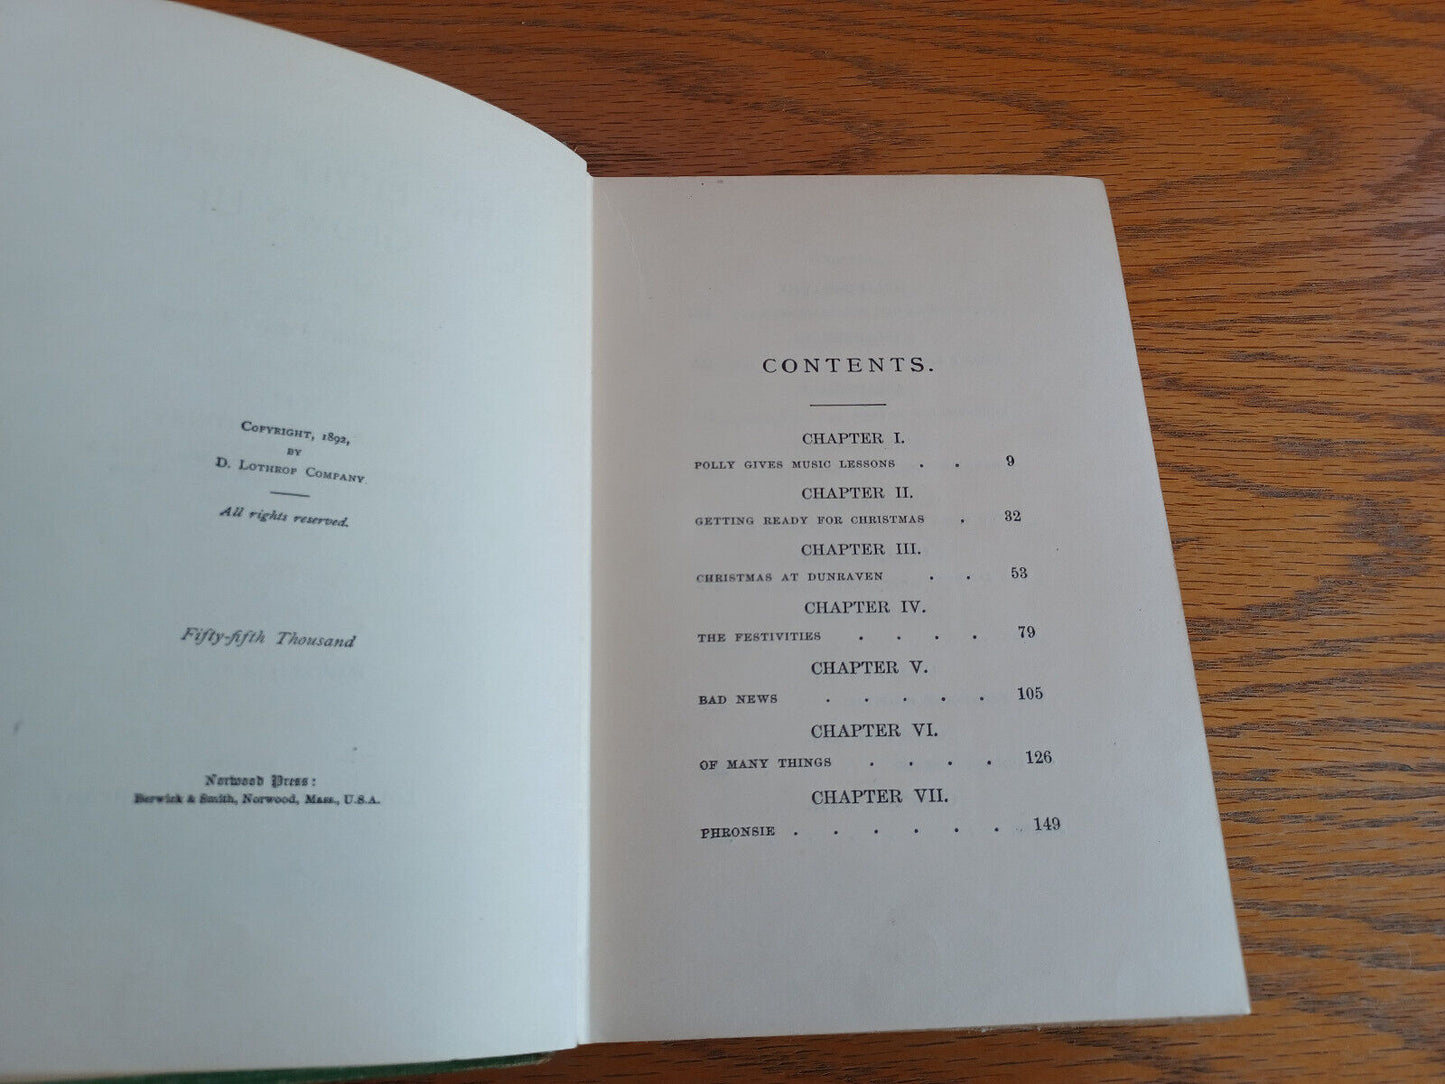 COPYRIGHT, 1892,
BY
D. LOTHROP COMPANY.
All rights reserved.
Fifty-fifth Thousand
Norwood Press:
Berwick & Smith, Norwood, Mass., U.S.A.
CONTENTS.
CHAPTER I.
POLLY GIVES MUSIC LESSONS . . 9
CHAPTER II.
GETTING READY FOR CHRISTMAS . 32
CHAPTER III.
CHRISTMAS AT DUNRAVEN . . 53
CHAPTER IV.
THE FESTIVITIES . . . . 79
CHAPTER V.
BAD NEWS . . . . . 105
CHAPTER VI.
OF MANY THINGS . . . . 126
CHAPTER VII.
PHRONSIE . . . . . . 149